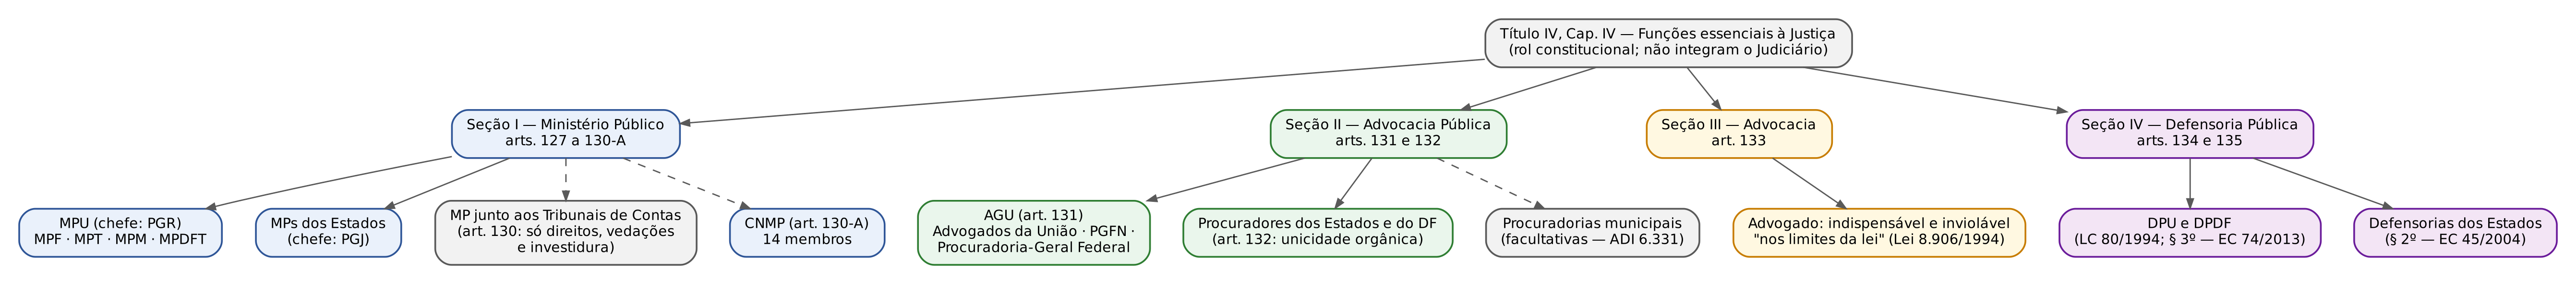 Título IV, Cap. IV — Funções essenciais à Justiça
(rol constitucional; não integram o Judiciário)
Seção I — Ministério Público
arts. 127 a 130-A
Seção II — Advocacia Pública
arts. 131 e 132
Seção III — Advocacia
art. 133
Seção IV — Defensoria Pública
arts. 134 e 135
MPU (chefe: PGR)
MPF · MPT · MPM · MPDFT
MPs dos Estados
(chefe: PGJ)
MP junto aos Tribunais de Contas
(art. 130: só direitos, vedações
e investidura)
CNMP (art. 130-A)
14 membros
AGU (art. 131)
Advogados da União · PGFN ·
Procuradoria-Geral Federal
Procuradores dos Estados e do DF
(art. 132: unicidade orgânica)
Procuradorias municipais
(facultativas — ADI 6.331)
Advogado: indispensável e inviolável
"nos limites da lei" (Lei 8.906/1994)
DPU e DPDF
(LC 80/1994; § 3º — EC 74/2013)
Defensorias dos Estados
(§ 2º — EC 45/2004)